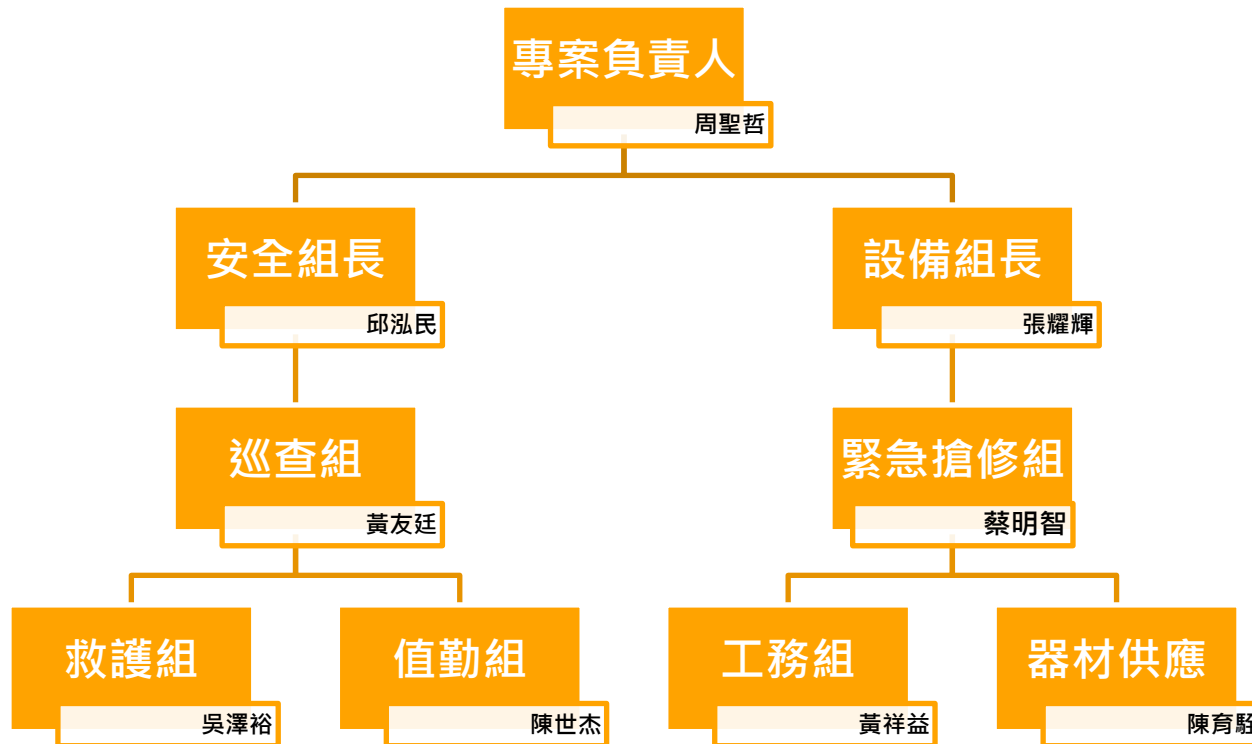 專案負責人
周聖哲
安全組長
邱泓民
設備組長
張耀輝
巡查組
黃友廷
緊急搶修組
蔡明智
救護組
吳澤裕
值勤組
陳世杰
工務組
黃祥益
器材供應
陳育駩